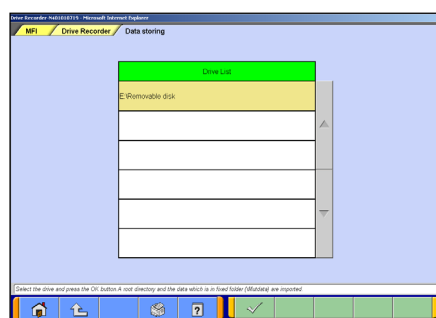 Drive Recorder-N01010715 - Microsoft Internet Explorer
MFI
Drive Recorder
Data storing
Drive List
E:\Removable disk
Select the drive and press the OK button.A root directory and the data which is in fixed folder (Mutdata) are imported.
?